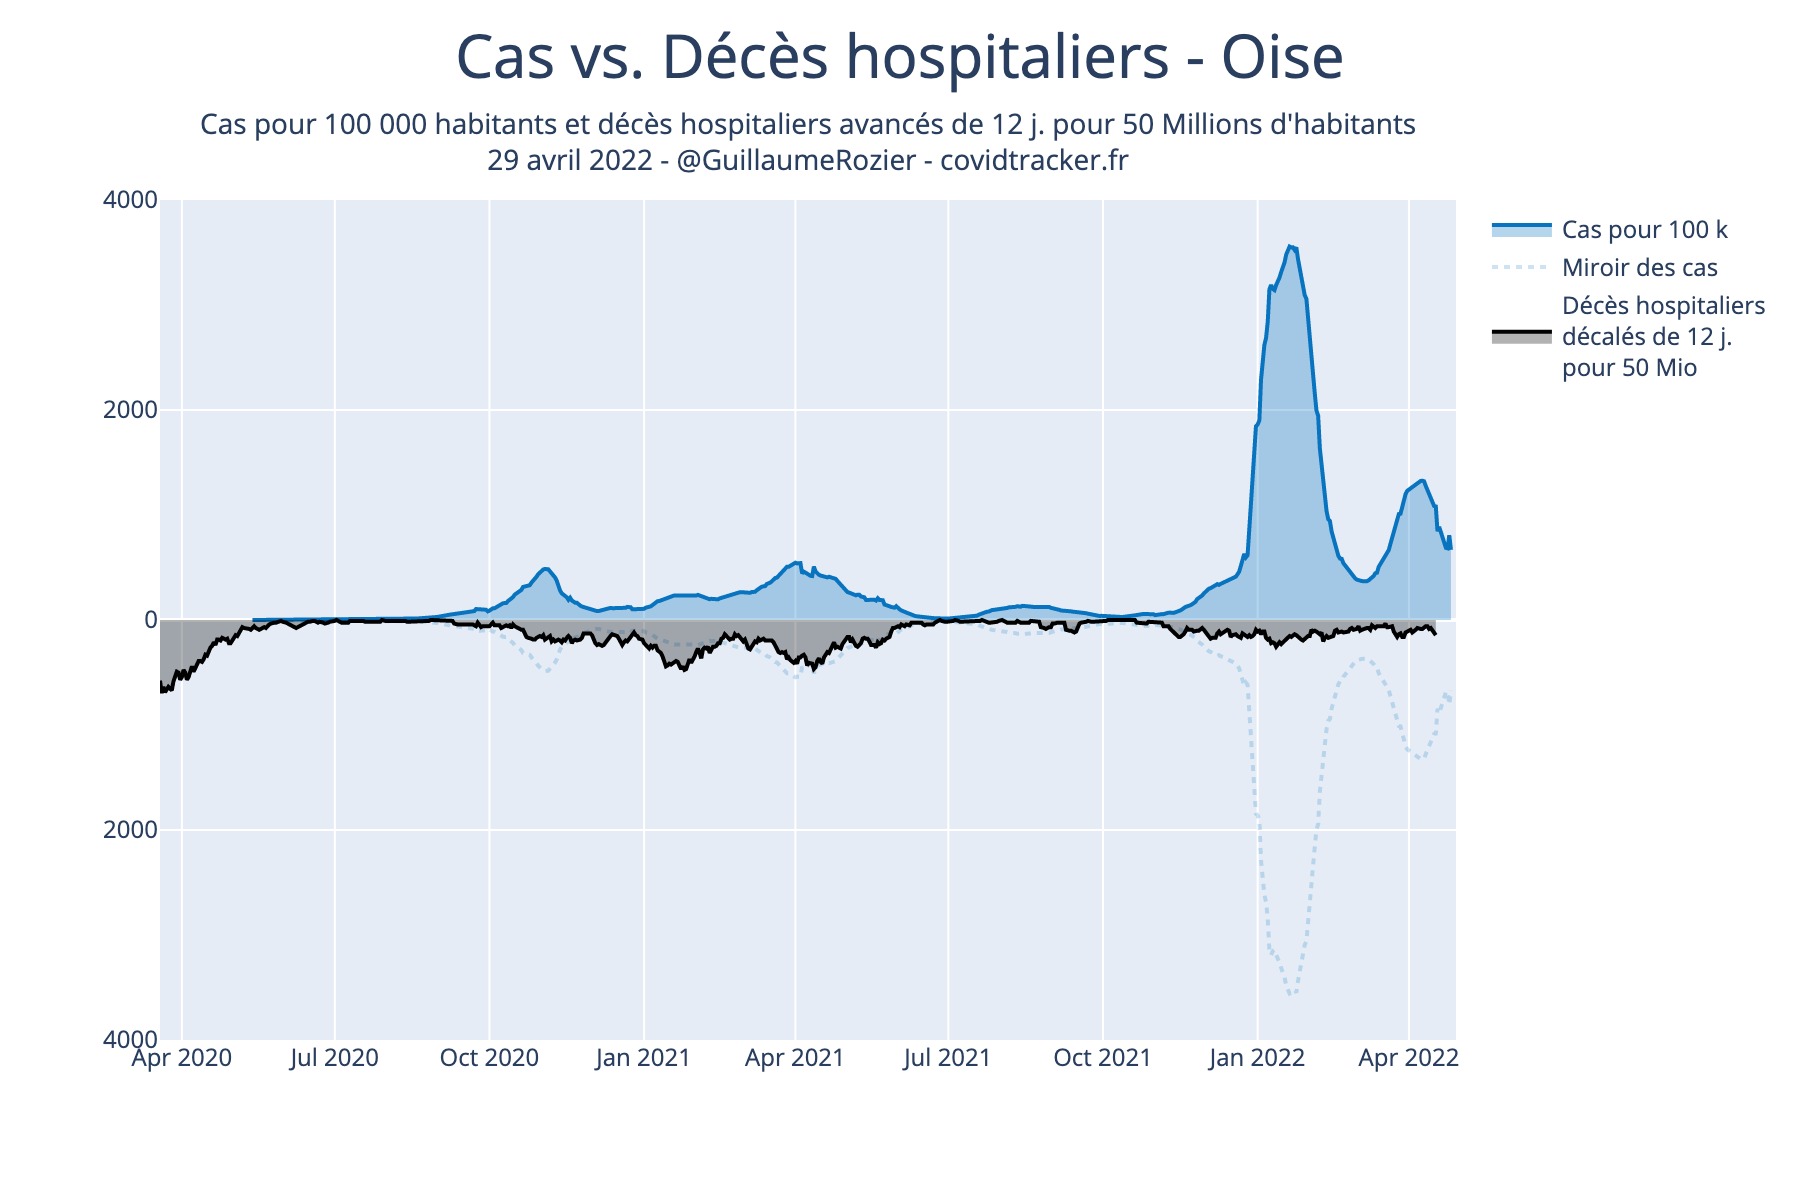 Cas vs. Décès hospitaliers - Oise
Cas pour 100 000 habitants et décès hospitaliers avancés de 12 j. pour 50 Millions d'habitants
29 avril 2022 - @GuillaumeRozier - covidtracker.fr
4000
2000
0
2000
4000
Apr 2020
Jul 2020
Oct 2020
Jan 2021
Apr 2021
Jul 2021
Oct 2021
Jan 2022
Apr 2022
Cas pour 100 k
Miroir des cas
Décès hospitaliers
décalés de 12 j.
pour 50 Mio